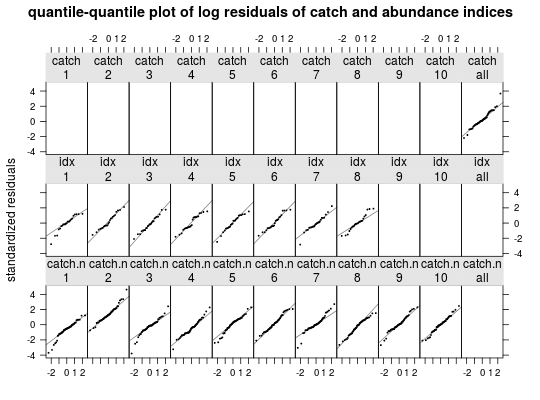 quantile-quantile plot of log residuals of catch and abundance indices
-2 0 1 2 -2 0 1 2 -2 0 1 2 -2 0 1 2 -2 0 1 2
catch catch catch catch catch catch catch catch catch catch catch
1 2 3 4 5 6 7 8 9 10 all
4
2
0
-2
-4
idx idx idx idx idx idx idx idx idx idx idx
1 2 3 4 5 6 7 8 9 10 all
4
2
0
-2
-4
catch.n catch.n catch.n catch.n catch.n catch.n catch.n catch.n catch.n catch.n catch.n
1 2 3 4 5 6 7 8 9 10 all
4
2
0
-2
-4
-2 0 1 2 -2 0 1 2 -2 0 1 2 -2 0 1 2 -2 0 1 2 -2 0 1 2
standardized residuals